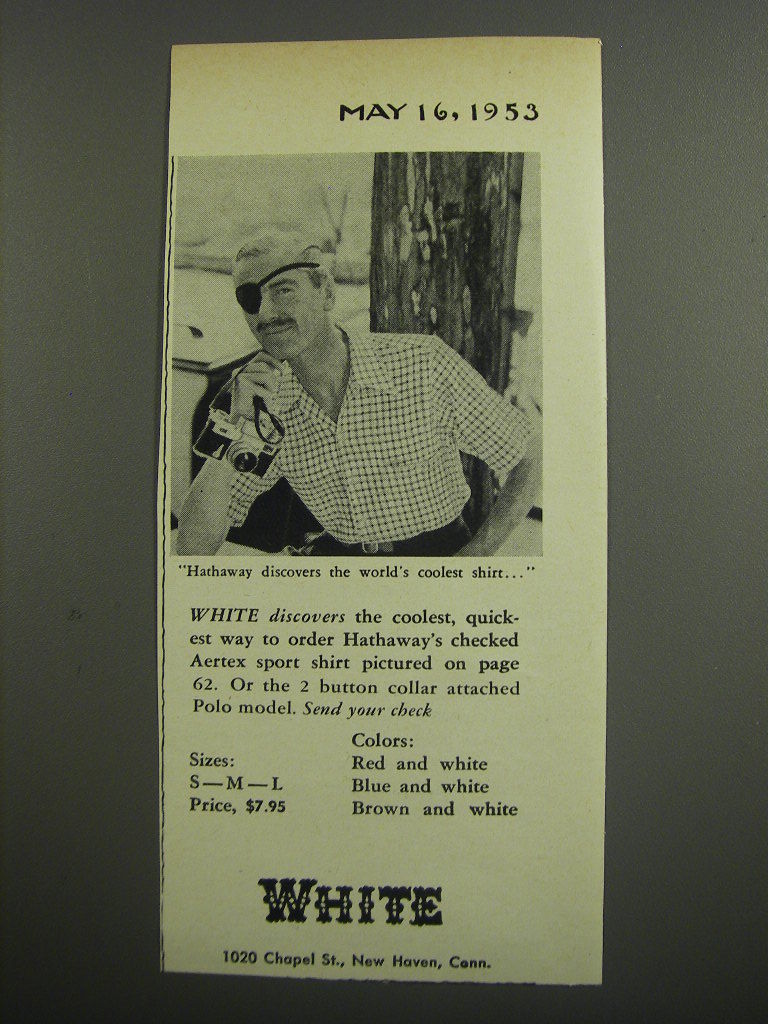 MAY 16, 1953
"Hathaway discovers the world's coolest shirt..."
WHITE discovers the coolest, quick-
est way to order Hathaway's checked
Aertex sport shirt pictured on page
62. Or the 2 button collar attached
Polo model. Send your check
Sizes:
S—M—L
Price, $7.95
Colors:
Red and white
Blue and white
Brown and white
WHITE
1020 Chapel St., New Haven, Conn.